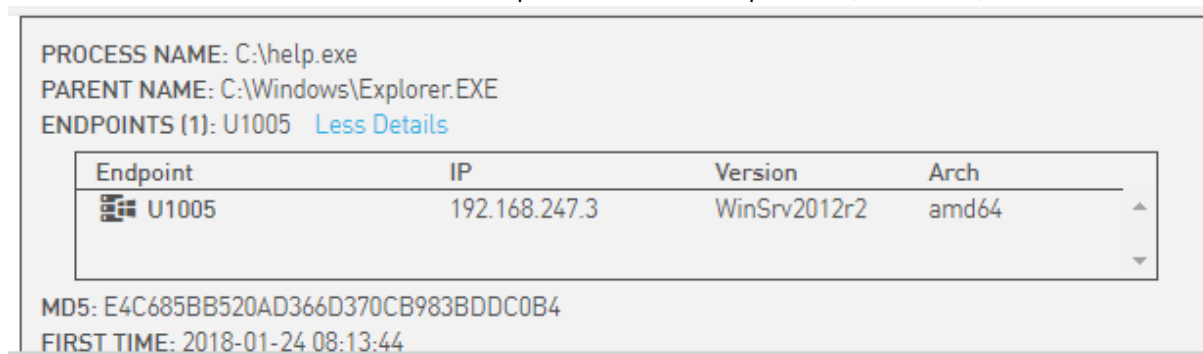 PROCESS NAME: C:\help.exe
PARENT NAME: C:\Windows\Explorer.EXE
ENDPOINTS (1): U1005 Less Details
Endpoint IP Version Arch
U1005 192.168.247.3 WinSrv2012r2 amd64
MD5: E4C685BB520AD366D370CB983BDDC0B4
FIRST TIME: 2018-01-24 08:13:44